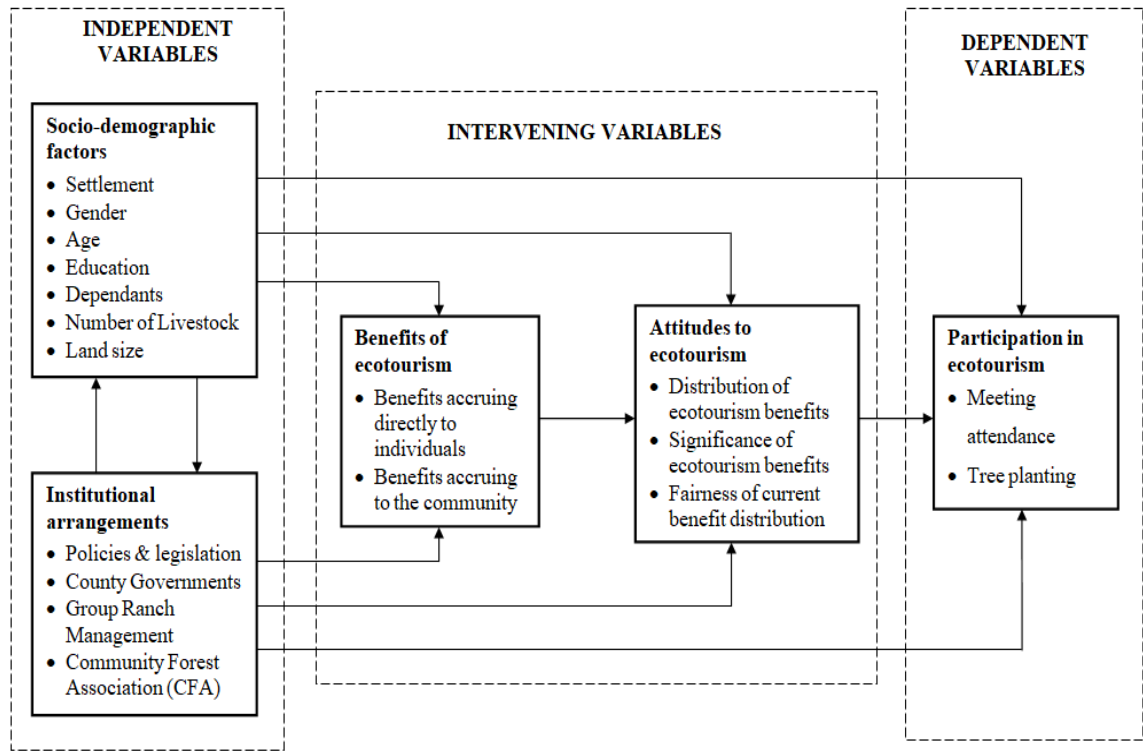 INDEPENDENT
VARIABLES
Socio-demographic
factors
• Settlement
• Gender
• Age
• Education
• Dependants
• Number of Livestock
• Land size
Institutional
arrangements
• Policies & legislation
• County Governments
• Group Ranch
Management
• Community Forest
Association (CFA)
INTERVENING VARIABLES
Benefits of
ecotourism
• Benefits accruing
directly to
individuals
• Benefits accruing
to the community
Attitudes to
ecotourism
• Distribution of
ecotourism benefits
• Significance of
ecotourism benefits
• Fairness of current
benefit distribution
DEPENDENT
VARIABLES
Participation in
ecotourism
• Meeting
attendance
• Tree planting